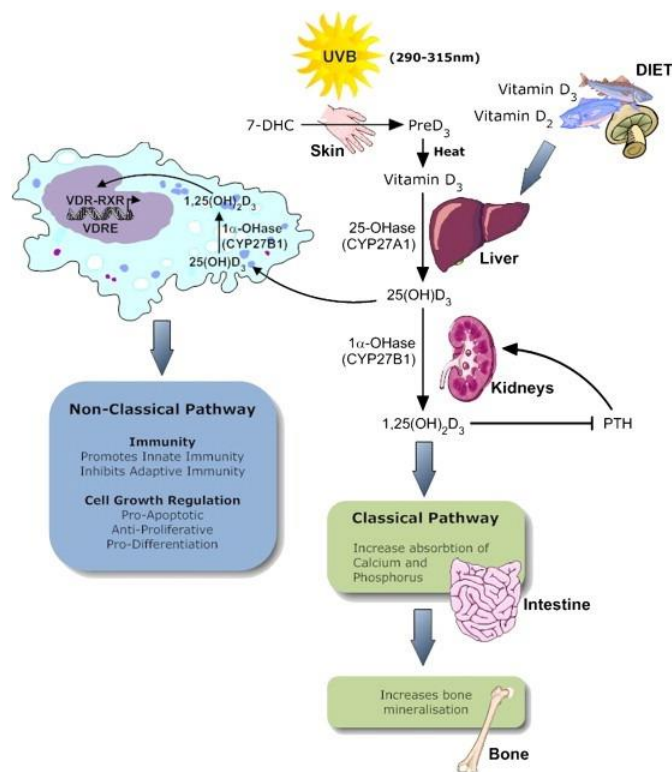 UVB
(290-315nm)
DIET
Vitamin D₃
Vitamin D₂
7-DHC
Skin
PreD₃
Heat
Vitamin D₃
25-OHase
(CYP27A1)
Liver
VDR-RXR
VDRE
1,25(OH)₂D₃
1α-OHase
(CYP27B1)
25(OH)D₃
25(OH)D₃
1α-OHase
(CYP27B1)
Kidneys
1,25(OH)₂D₃
PTH
Non-Classical Pathway
Immunity
Promotes Innate Immunity
Inhibits Adaptive Immunity
Cell Growth Regulation
Pro-Apoptotic
Anti-Proliferative
Pro-Differentiation
Classical Pathway
Increase absorbtion of
Calcium and
Phosphorus
Intestine
Increases bone
mineralisation
Bone